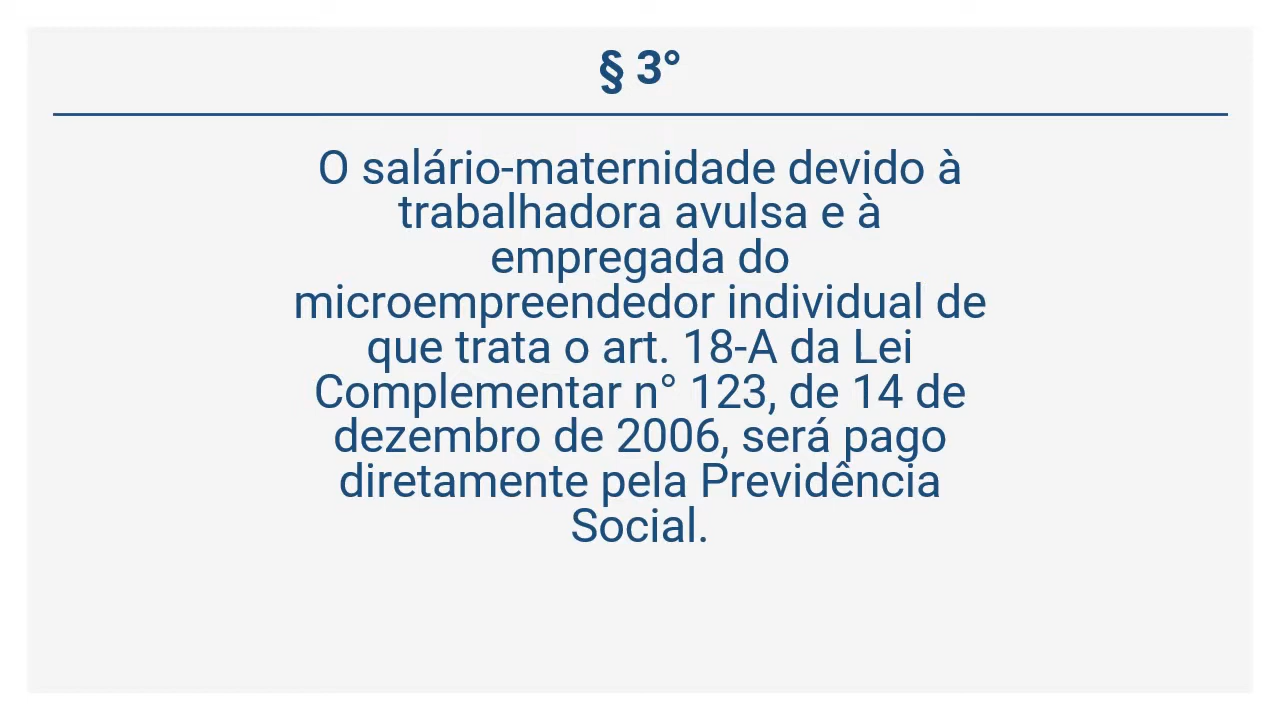 § 3°
O salário-maternidade devido à
trabalhadora avulsa e à
empregada do
microempreendedor individual de
que trata o art. 18-A da Lei
Complementar n° 123, de 14 de
dezembro de 2006, será pago
diretamente pela Previdência
Social.